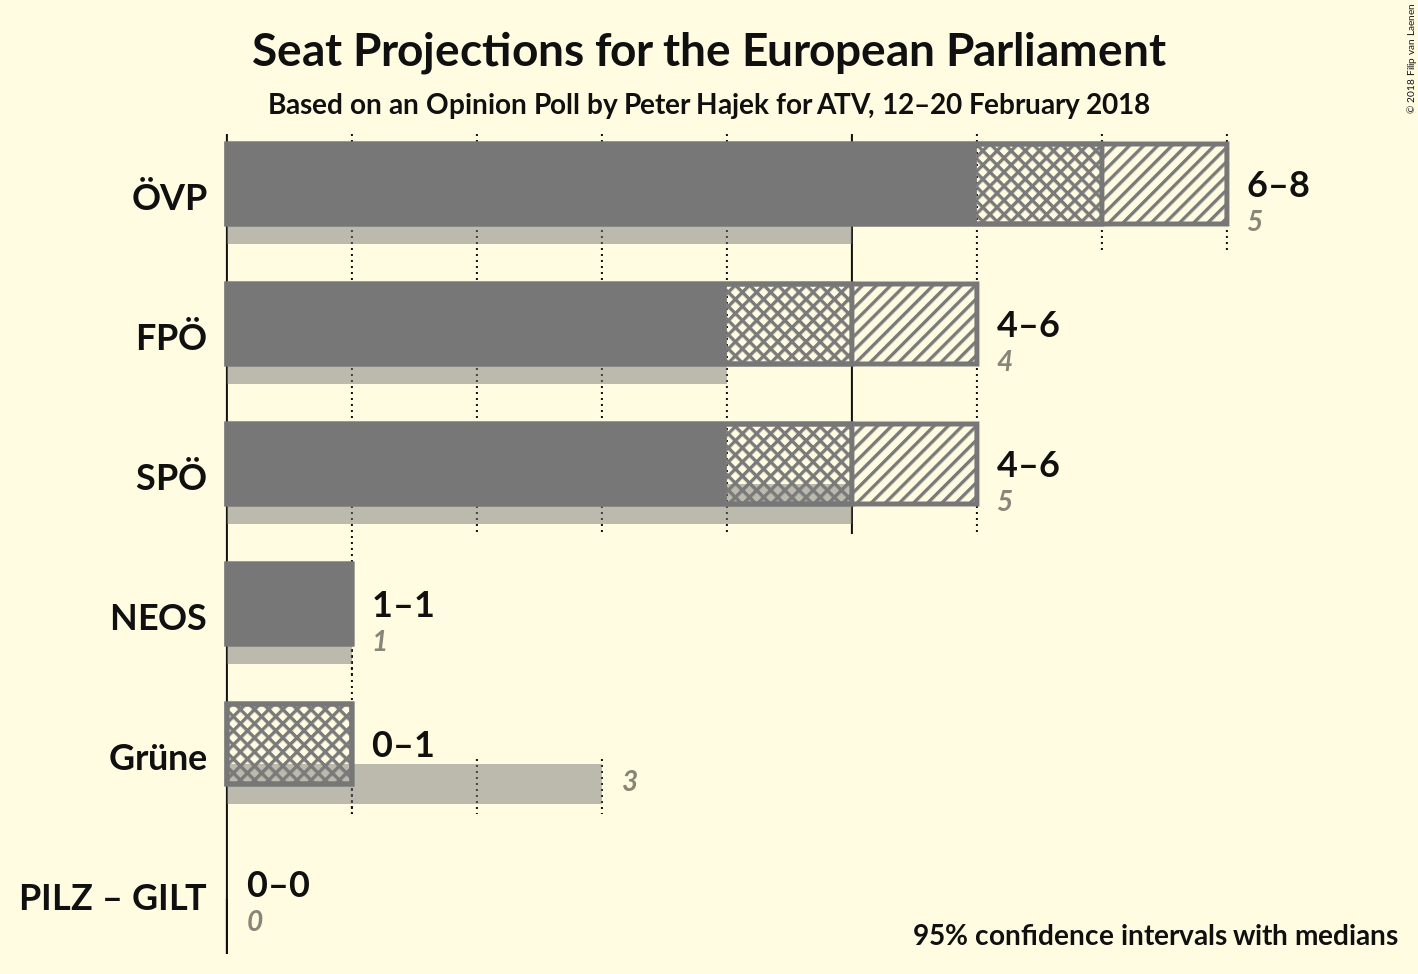 Seat Projections for the European Parliament
Based on an Opinion Poll by Peter Hajek for ATV, 12–20 February 2018
© 2018 Filip van Laenen
ÖVP
6–8
5
FPÖ
4–6
4
SPÖ
4–6
5
NEOS
1–1
1
Grüne
0–1
3
PILZ – GILT
0–0
0
95% confidence intervals with medians